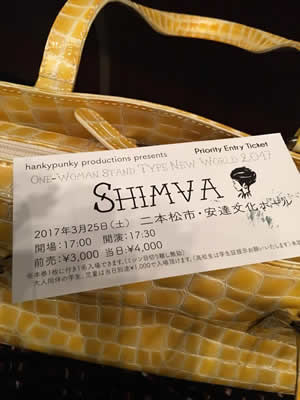 hankypunky productions presents
Priority Entry Ticket
ONE-WOMAN STAND TYPE NEW WORLD 2017
SHIMVA
2017年3月25日(土) 二本松市・安達文化ホール
開場:17:00 開演:17:30
前売:¥3,000 当日:¥4,000